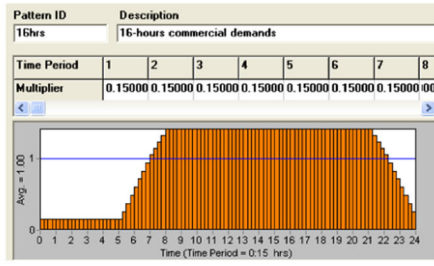 Pattern ID Description
16hrs 16-hours commercial demands
Time Period 1 2 3 4 5 6 7 8
Multiplier 0.15000 0.15000 0.15000 0.15000 0.15000 0.15000 0.15000
1
Avg. = 1.00
0
0 1 2 3 4 5 6 7 8 9 10 11 12 13 14 15 16 17 18 19 20 21 22 23 24
Time (Time Period = 0:15 hrs)